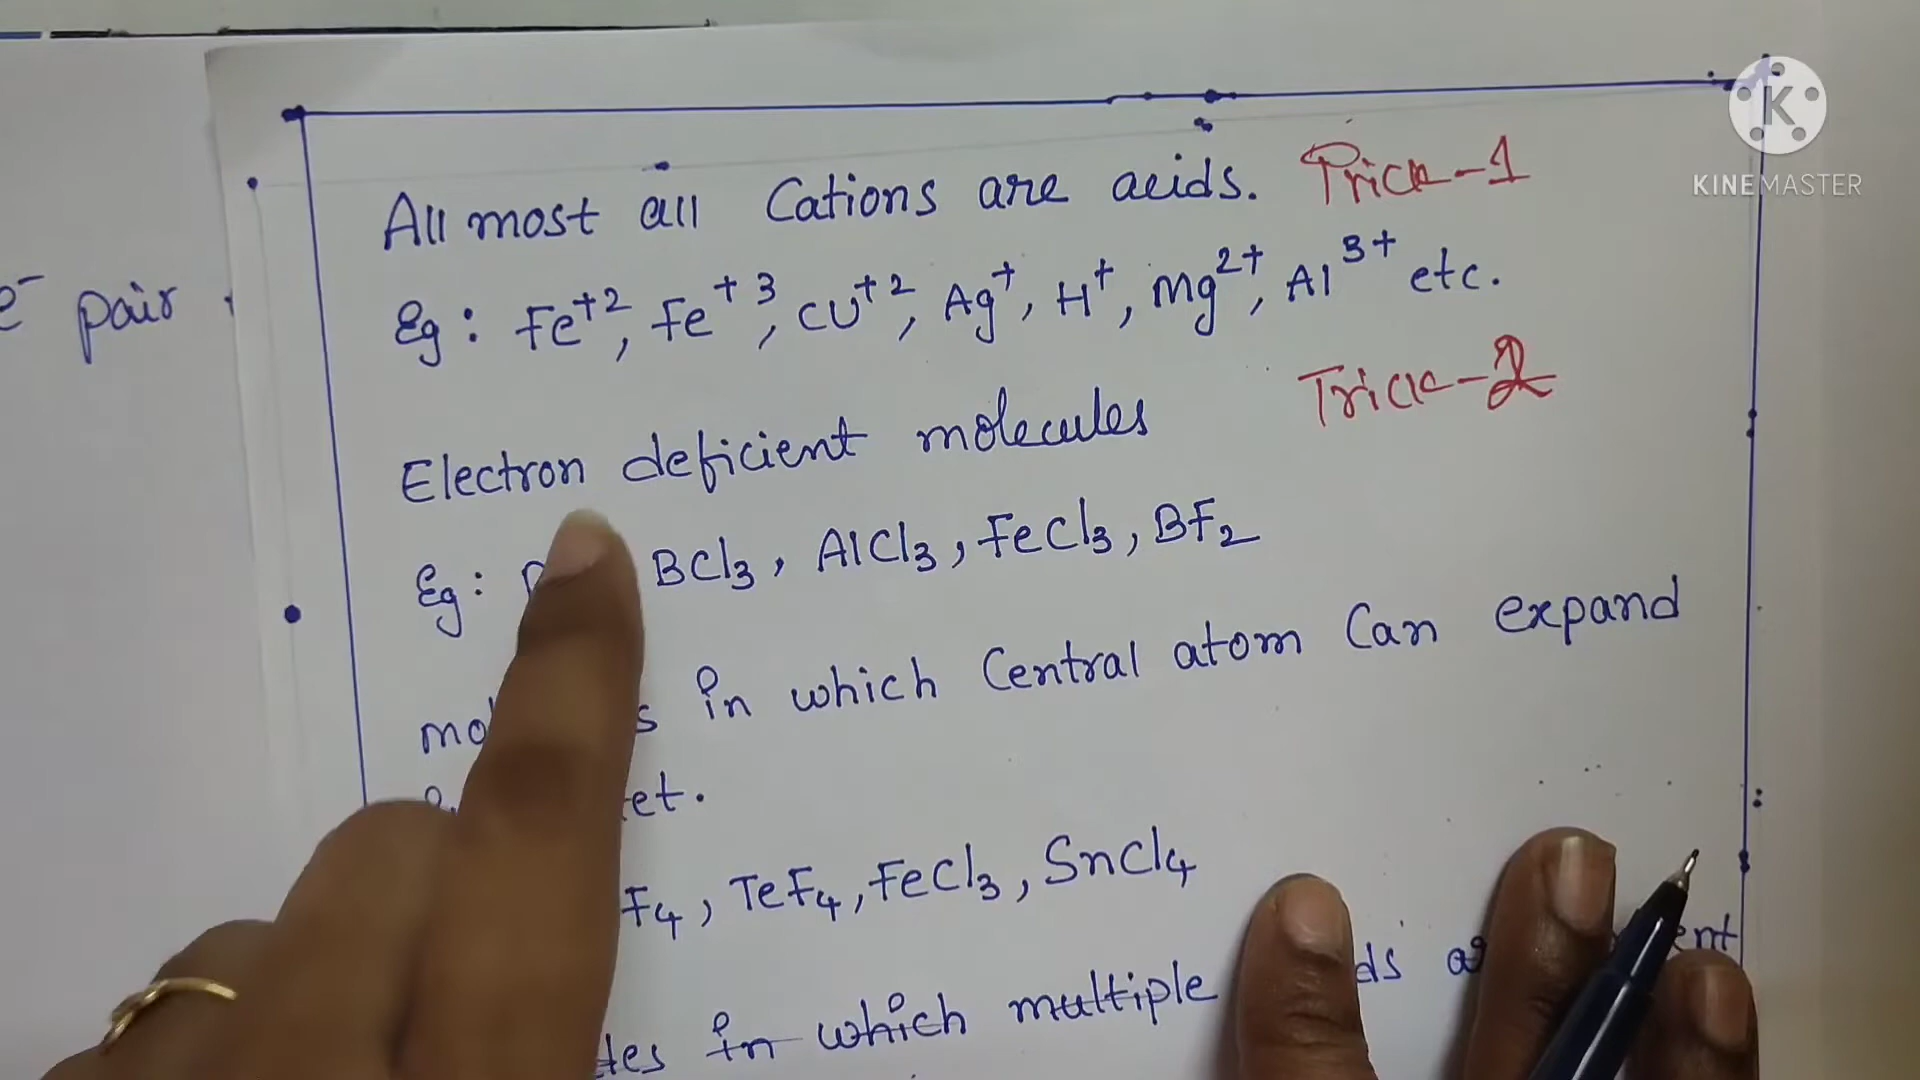 KINEMASTER
All most all Cations are acids. Trick-1
Eg: Fe+2, Fe+3, CU+2, Ag+, H+, Mg2+, Al3+ etc.
e- pair
Trick-2
Electron deficient molecules
Eg: BCl3, AlCl3, FeCl3, BF2
in which Central atom Can expand
F4, TeF4, FeCl3, SnCl4
in which multiple